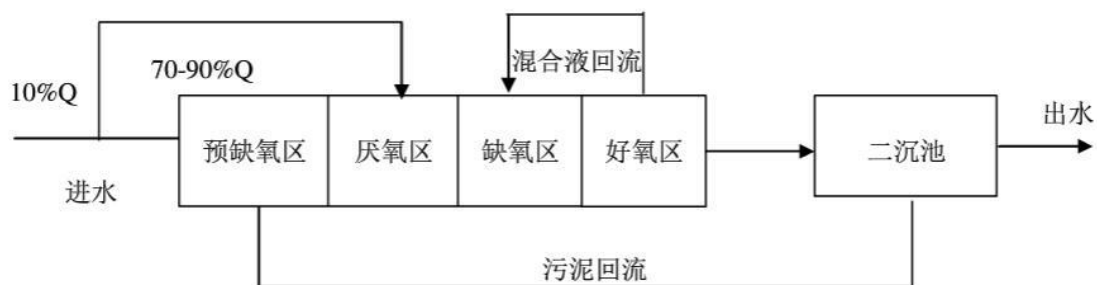 混合液回流
70-90%Q
10%Q
出水
预缺氧区
厌氧区
缺氧区
好氧区
二沉池
进水
污泥回流